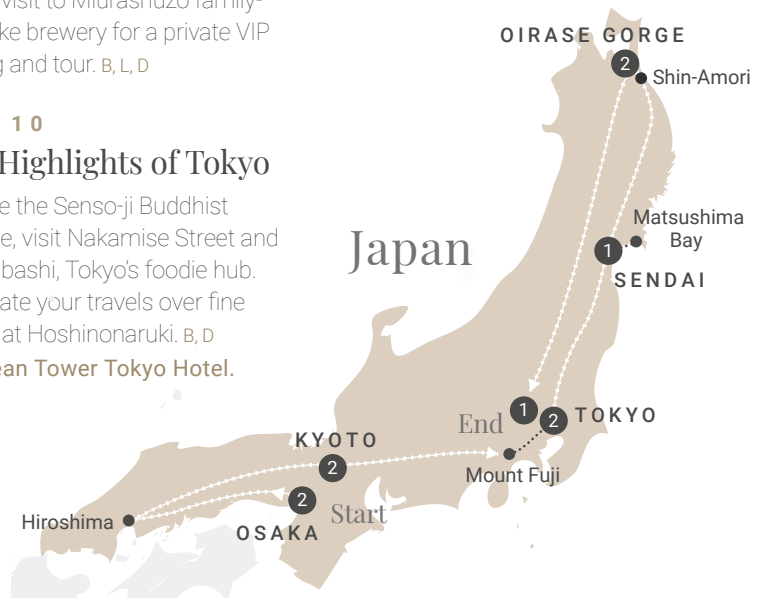 visit to Miurashuzo family-
ke brewery for a private VIP
g and tour. B, L, D
10
Highlights of Tokyo
e the Senso-ji Buddhist
e, visit Nakamise Street and
bashi, Tokyo’s foodie hub.
ate your travels over fine
at Hoshinonaruki. B, D
ean Tower Tokyo Hotel.
OIRASE GORGE
2
Shin-Amori
Matsushima
Bay
1
SENDAI
Japan
1
2
TOKYO
End
KYOTO
2
Mount Fuji
2
Start
Hiroshima
OSAKA